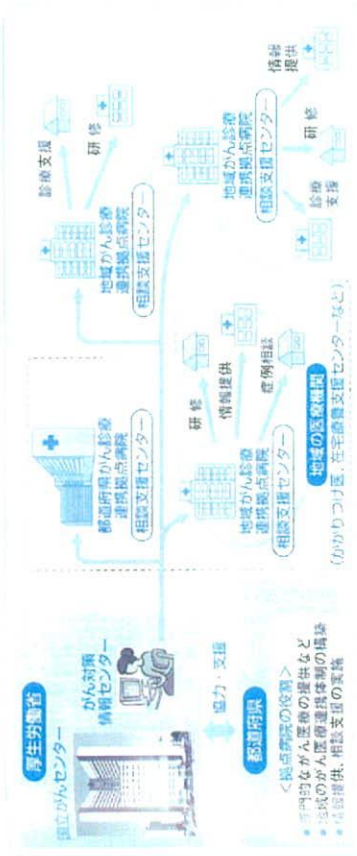 厚生労働省
国立がんセンター
がん対策
情報センター
協力・支援
都道府県
<拠点病院の役割>
● 専門的ながん医療の提供など
● 地域のがん医療連携体制の構築
● 情報提供、相談支援の実施
都道府県がん診療
連携拠点病院
相談支援センター
地域がん診療
連携拠点病院
相談支援センター
診療支援
研修
地域がん診療
連携拠点病院
相談支援センター
研修
情報提供
症例相談
地域がん診療
連携拠点病院
相談支援センター
情報
提供
研修
診療
支援
地域の医療機関
(かかりつけ医、在宅療養支援センターなど)